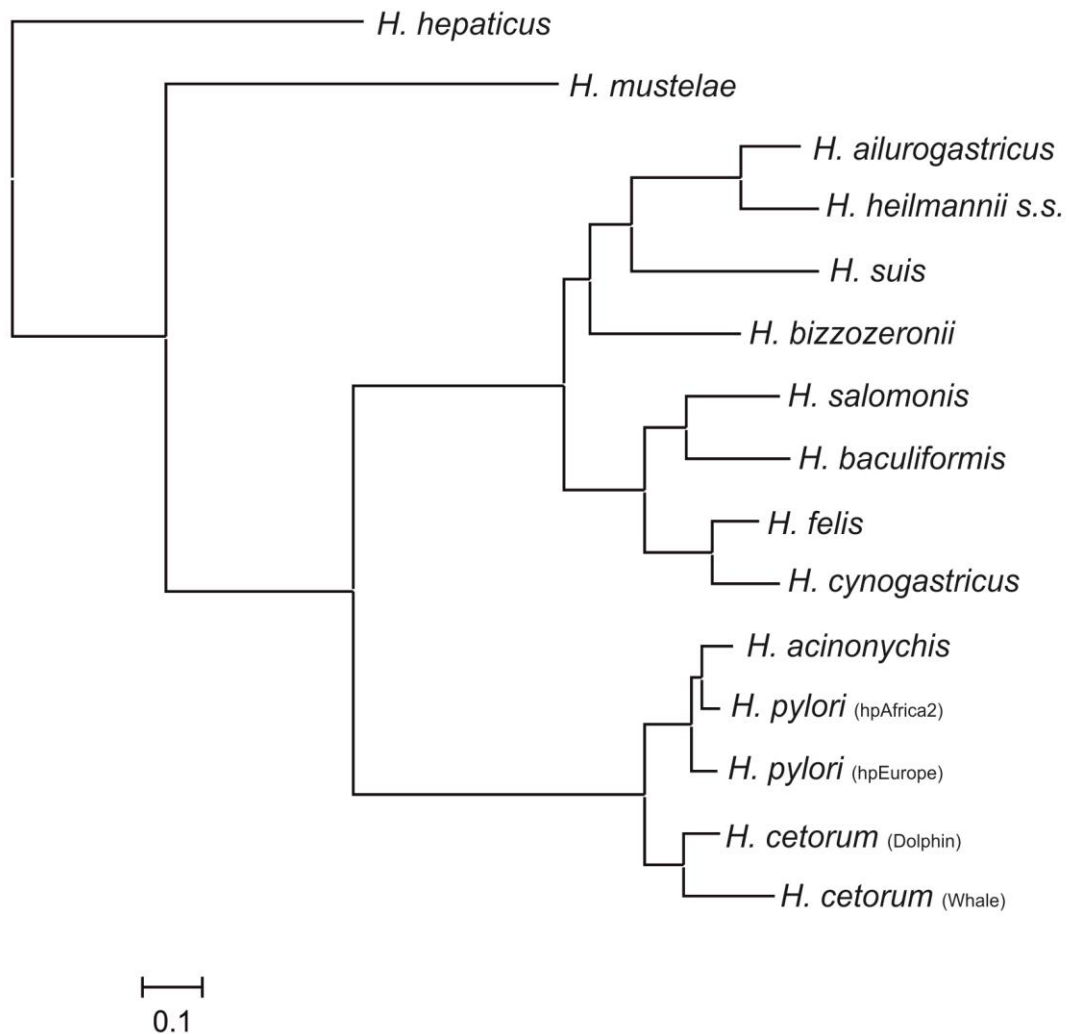 H. hepaticus
H. mustelae
H. ailurogastricus
H. heilmannii s.s.
H. suis
H. bizzozeronii
H. salomonis
H. baculiformis
H. felis
H. cynogastricus
H. acinonychis
H. pylori (hpAfrica2)
H. pylori (hpEurope)
H. cetorum (Dolphin)
H. cetorum (Whale)
0.1